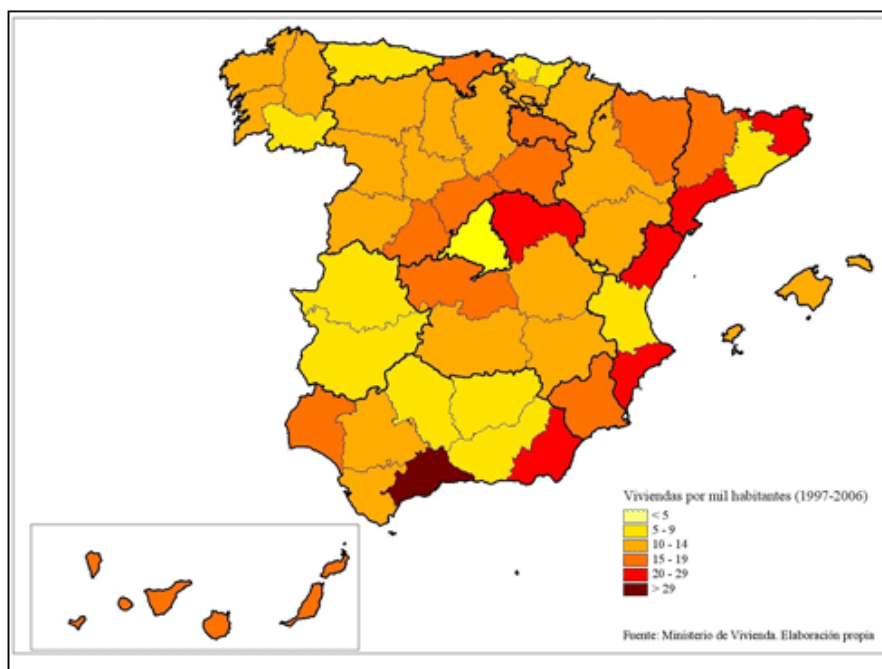 Viviendas por mil habitantes (1997-2006)
< 5
5 - 9
10 - 14
15 - 19
20 - 29
> 29
Fuente: Ministerio de Vivienda. Elaboración propia